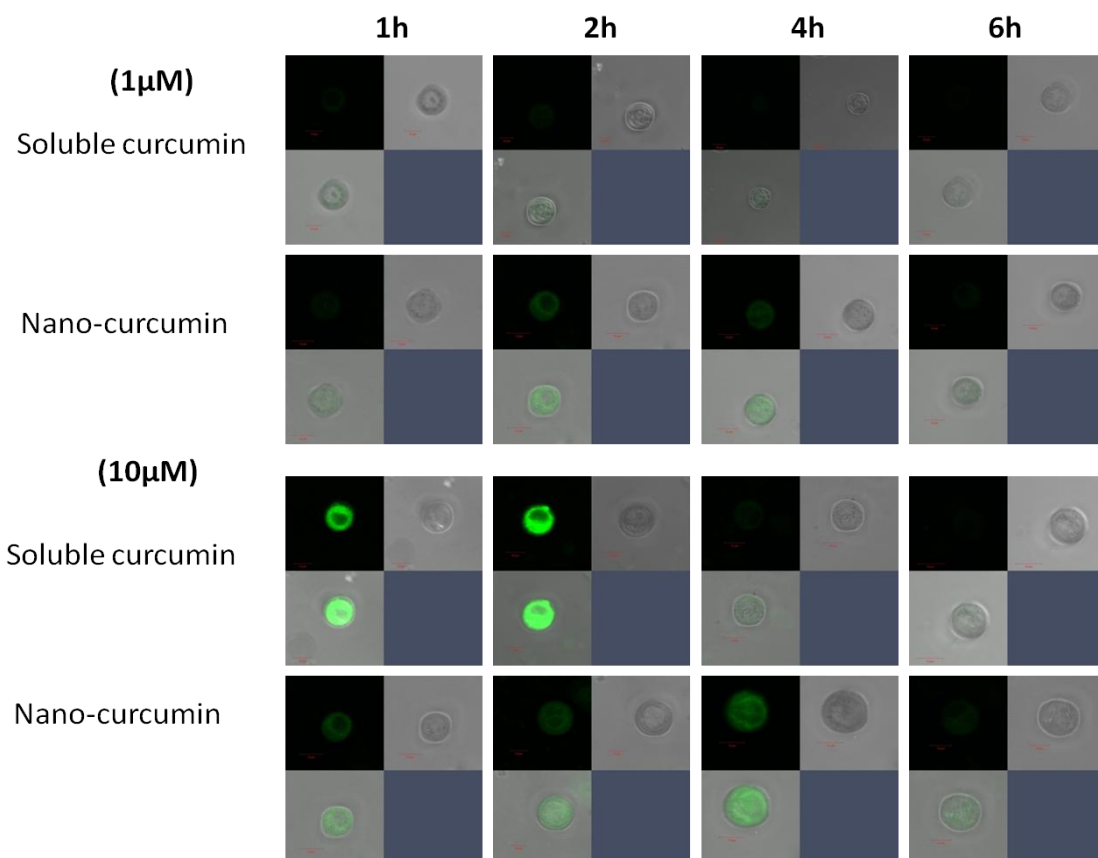 1h 2h 4h 6h
(1µM)
Soluble curcumin
Nano-curcumin
(10µM)
Soluble curcumin
Nano-curcumin